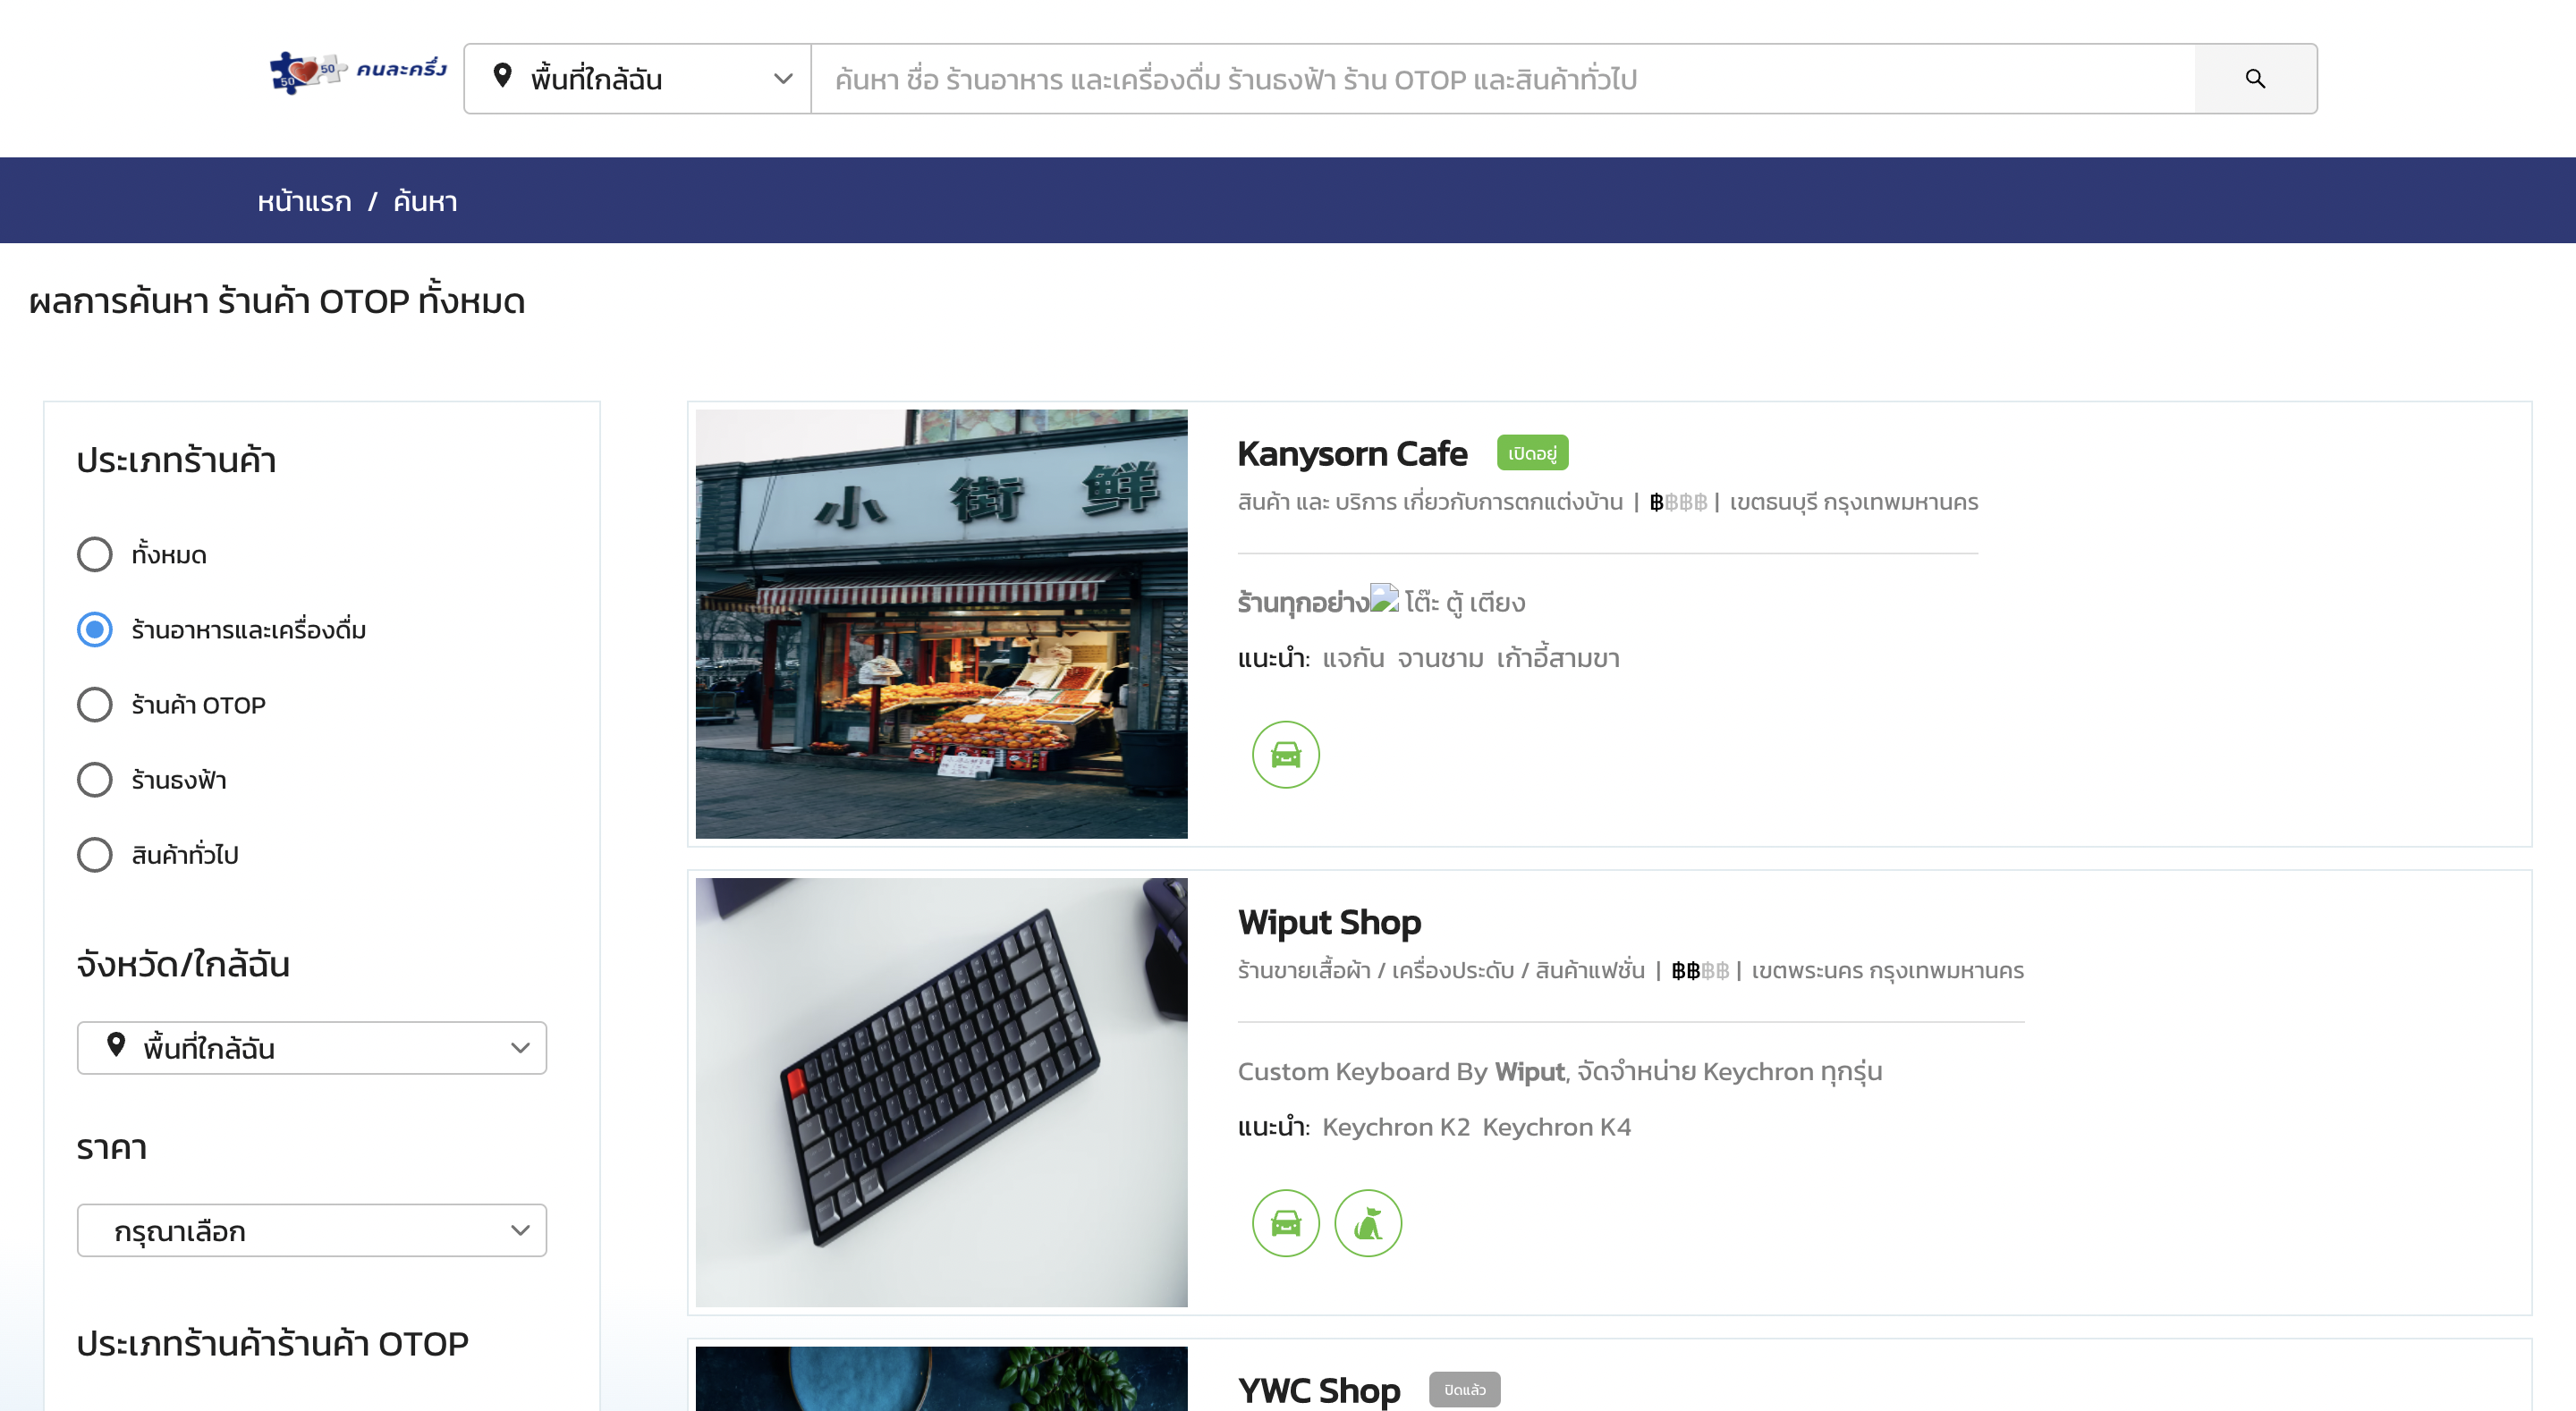 50 50 คนละครึ่ง
พื้นที่ใกล้ฉัน
ค้นหา ชื่อ ร้านอาหาร และเครื่องดื่ม ร้านธงฟ้า ร้าน OTOP และสินค้าทั่วไป
หน้าแรก / ค้นหา
ผลการค้นหา ร้านค้า OTOP ทั้งหมด
ประเภทร้านค้า
ทั้งหมด
ร้านอาหารและเครื่องดื่ม
ร้านค้า OTOP
ร้านธงฟ้า
สินค้าทั่วไป
จังหวัด/ใกล้ฉัน
พื้นที่ใกล้ฉัน
ราคา
กรุณาเลือก
ประเภทร้านค้าร้านค้า OTOP
小街鲜
Kanysorn Cafe เปิดอยู่
สินค้า และ บริการ เกี่ยวกับการตกแต่งบ้าน | ฿฿฿฿ | เขตธนบุรี กรุงเทพมหานคร
ร้านทุกอย่าง โต๊ะ ตู้ เตียง
แนะนำ: แจกัน จานชาม เก้าอี้สามขา
Wiput Shop
ร้านขายเสื้อผ้า / เครื่องประดับ / สินค้าแฟชั่น | ฿฿฿฿ | เขตพระนคร กรุงเทพมหานคร
Custom Keyboard By Wiput, จัดจำหน่าย Keychron ทุกรุ่น
แนะนำ: Keychron K2 Keychron K4
YWC Shop ปิดแล้ว